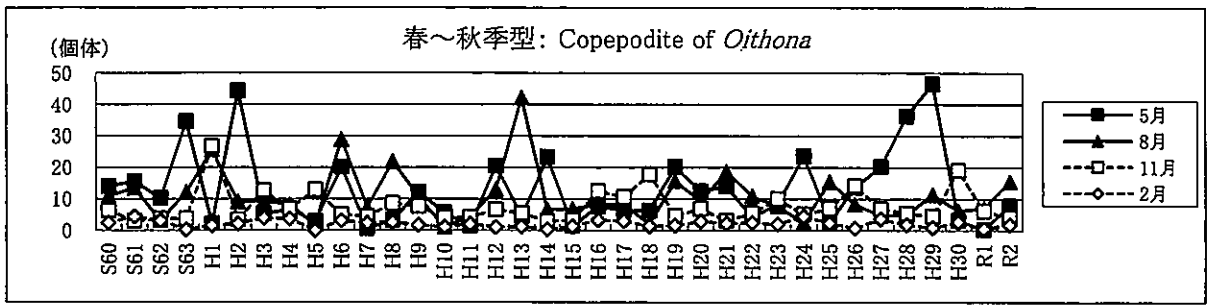 春～秋季型: Copepodite of Oithona
(個体)
50
40
30
20
10
0
S60 S61 S62 S63 H1 H2 H3 H4 H5 H6 H7 H8 H9 H10 H11 H12 H13 H14 H15 H16 H17 H18 H19 H20 H21 H22 H23 H24 H25 H26 H27 H28 H29 H30 R1 R2
5月
8月
11月
2月